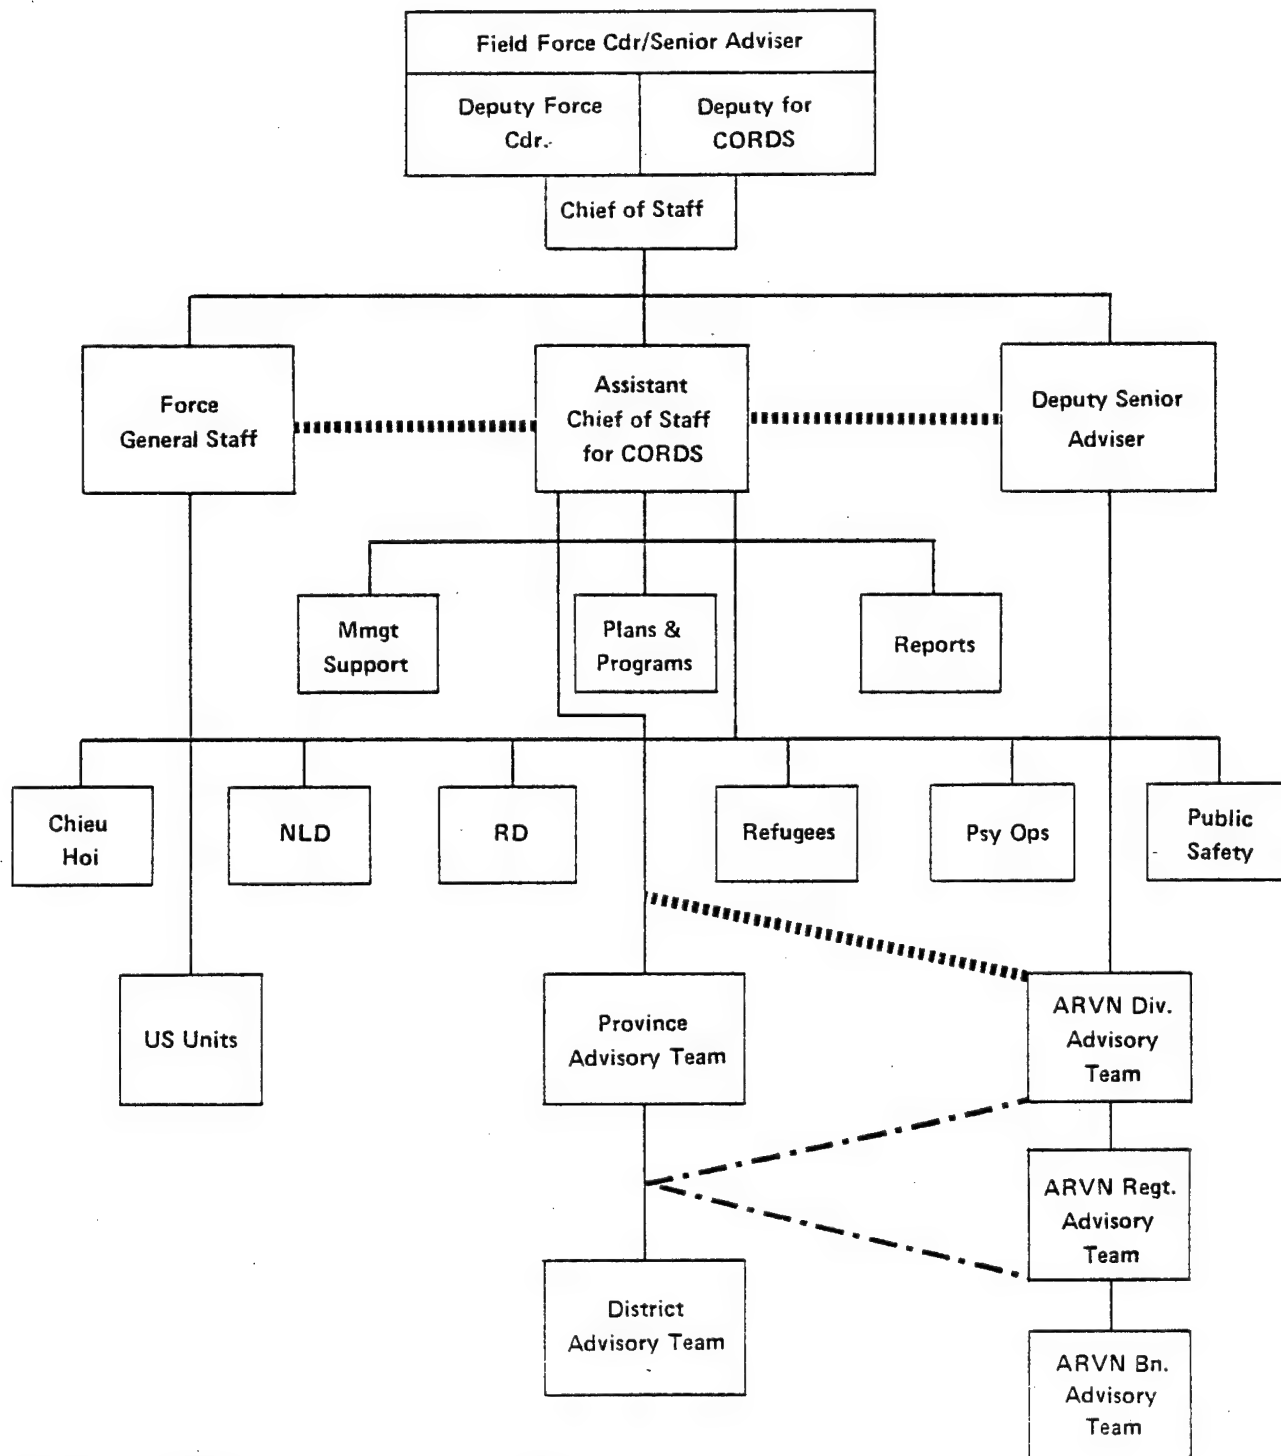 Field Force Cdr/Senior Adviser
Deputy Force
Cdr.
Deputy for
CORDS
Chief of Staff
Force
General Staff
Assistant
Chief of Staff
for CORDS
Deputy Senior
Adviser
Mmgt
Support
Plans &
Programs
Reports
Chieu
Hoi
NLD
RD
Refugees
Psy Ops
Public
Safety
US Units
Province
Advisory Team
ARVN Div.
Advisory
Team
ARVN Regt.
Advisory
Team
District
Advisory Team
ARVN Bn.
Advisory
Team